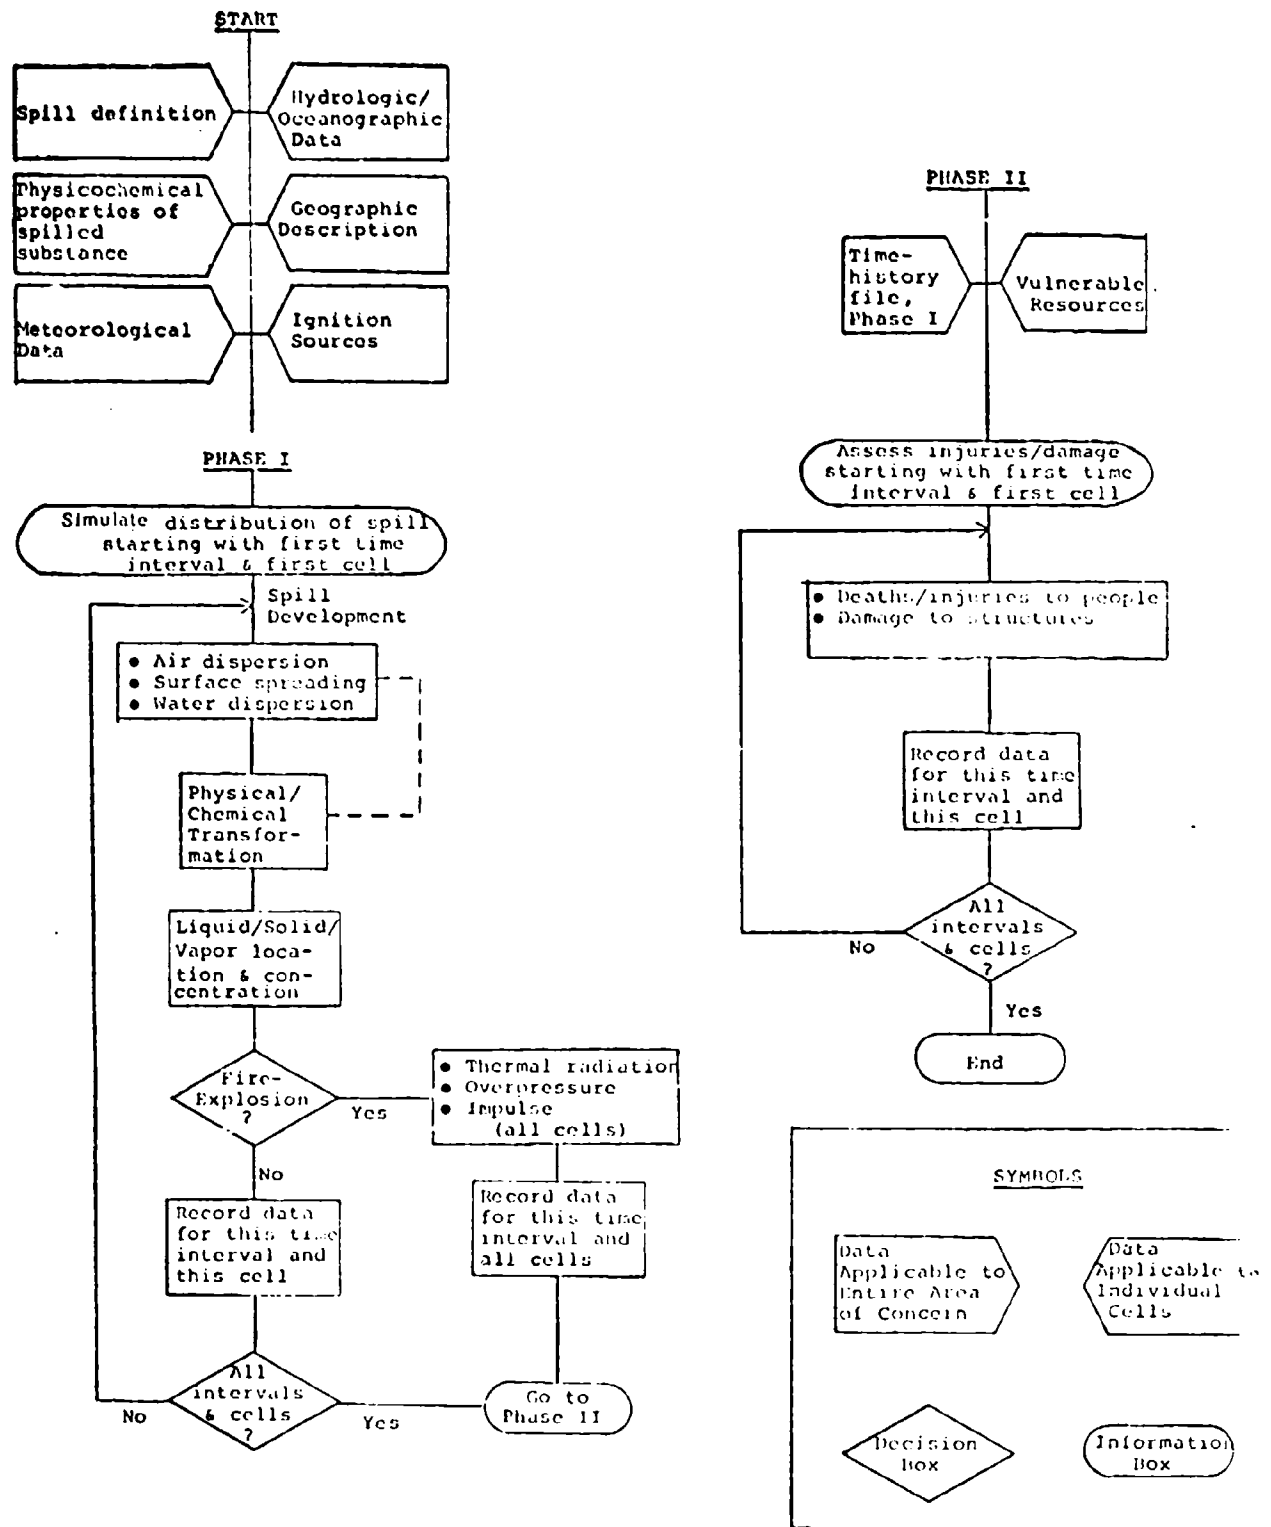 START
Spill definition
Hydrologic/
Oceanographic
Data
Physicochemical
properties of
spilled
substance
Geographic
Description
Meteorological
Data
Ignition
Sources
PHASE I
Simulate distribution of spill
starting with first time
interval & first cell
Spill
Development
● Air dispersion
● Surface spreading
● Water dispersion
Physical/
Chemical
Transfor-
mation
Liquid/Solid/
Vapor loca-
tion & con-
centration
Fire-
Explosion
?
Yes
● Thermal radiation
● Overpressure
● Impulse
(all cells)
No
Record data
for this time
interval and
this cell
Record data
for this time
interval and
all cells
All
intervals
& cells
?
No
Yes
Go to
Phase II
PHASE II
Time-
history
file,
Phase I
Vulnerable
Resources
Assess injuries/damage
starting with first time
interval & first cell
● Deaths/injuries to people
● Damage to structures
Record data
for this time
interval and
this cell
All
intervals
& cells
?
No
Yes
End
SYMBOLS
Data
Applicable to
Entire Area
of Concern
Data
Applicable to
Individual
Cells
Decision
Box
Information
Box